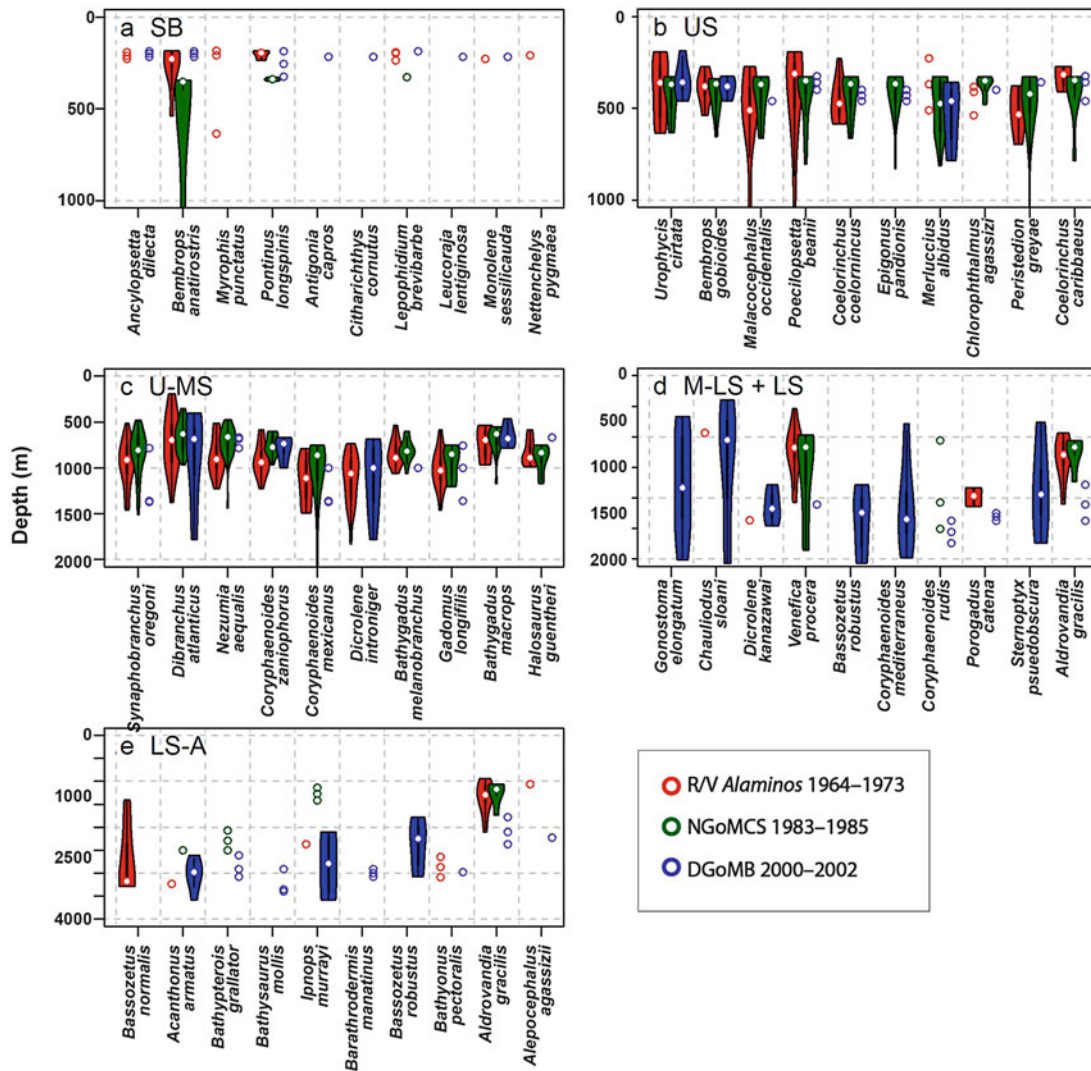 a SB
0
500
1000
Ancylopsetta dilecta
Bembrops anatirostris
Myrophis punctatus
Pontinus longspinis
Antigonia capros
Citharichthys cornutus
Lepophidium brevibarbe
Leucoraja lentiginosa
Monolene sessilicauda
Nettenchelys pygmaea
b US
0
500
1000
Urophycis cirtata
Bembrops gobioides
Malacocephalus occidentalis
Poecilopsetta beanii
Coelorinchus coelornincus
Epigonus pandionis
Merluccius albidus
Chlorophthalmus agassizi
Peristedion greyae
Coelorinchus caribbaeus
Depth (m)
c U-MS
0
500
1000
1500
2000
Synaphobranchus oregoni
Dibranchus atlanticus
Nezumia aequalis
Coryphaenoides zaniophorus
Coryphaenoides mexicanus
Dicrolene introniger
Bathygadus melanobranchus
Gadomus longifilis
Bathygadus macrops
Halosaurus guentheri
d M-LS + LS
0
500
1000
1500
2000
Gonostoma elongatum
Chauliodus sloani
Dicrolene kanazawai
Venefica procera
Bassozetus robustus
Coryphaenoides mediterraneus
Coryphaenoides rudis
Porogadus catena
Sternoptyx psuedobscura
Aldrovandia gracilis
e LS-A
0
1000
2500
4000
Bassozetus normalis
Acanthonus armatus
Bathypterois grallator
Bathysaurus mollis
Ipnops murrayi
Barathrodermis manatinus
Bassozetus robustus
Bathyonus pectoralis
Aldrovandia gracilis
Alepocephalus agassizii
R/V Alaminos 1964–1973
NGoMCS 1983–1985
DGoMB 2000–2002